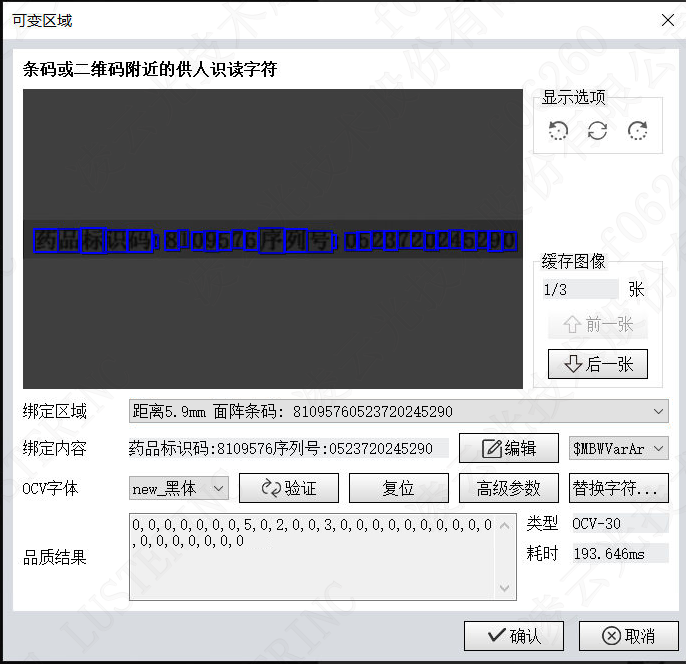 可变区域
条码或二维码附近的供人识读字符
显示选项
药品标识码:8109576序列号:0523720245290
缓存图像
1/3 张
前一张
后一张
绑定区域 距离5.9mm 面阵条码: 81095760523720245290
绑定内容 药品标识码:8109576序列号:0523720245290 编辑 $MBWVarAr
OCV字体 new_黑体 验证 复位 高级参数 替换字符...
品质结果
0,0,0,0,0,0,0,5,0,2,0,0,3,0,0,0,0,0,0,0,0,0,0
,0,0,0,0,0,0,0
类型 OCV-30
耗时 193.646ms
确认 取消